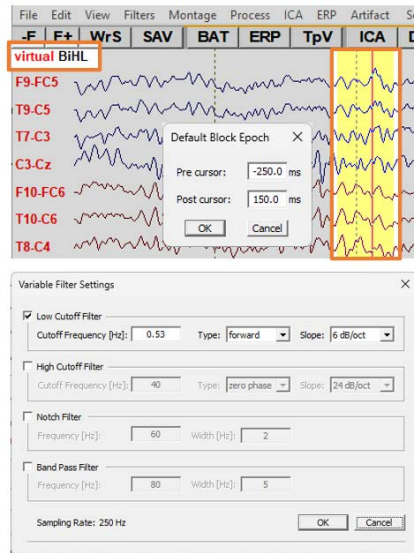 File Edit View Filters Montage Process ICA ERP Artifact
-F F+ WrS SAV BAT ERP TpV ICA
virtual BiHL
F9-FC5
T9-C5
T7-C3
C3-Cz
F10-FC6
T10-C6
T8-C4
Default Block Epoch
Pre cursor: -250.0 ms
Post cursor: 150.0 ms
OK Cancel
Variable Filter Settings
Low Cutoff Filter
Cutoff Frequency [Hz]: 0.53 Type: forward Slope: 6 dB/oct
High Cutoff Filter
Cutoff Frequency [Hz]: 40 Type: zero phase Slope: 24 dB/oct
Notch Filter
Frequency [Hz]: 60 Width [Hz]: 2
Band Pass Filter
Frequency [Hz]: 80 Width [Hz]: 5
Sampling Rate: 250 Hz OK Cancel